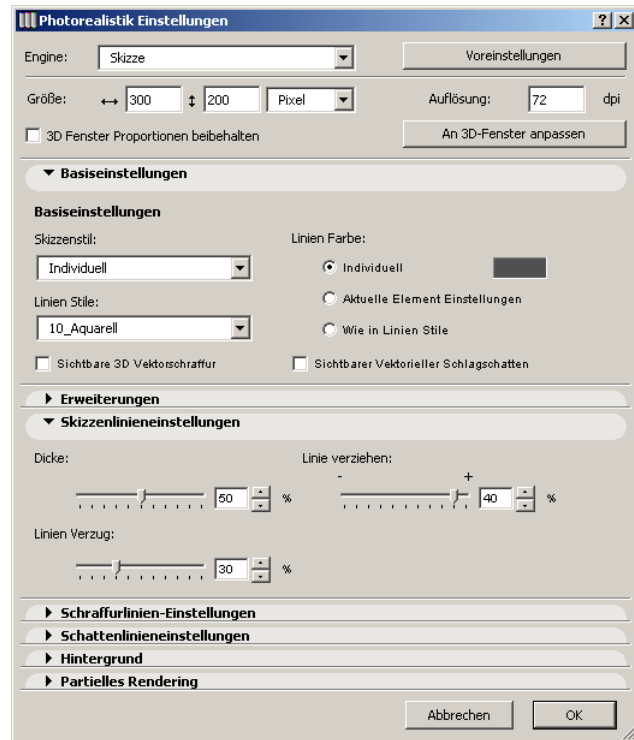 Photorealistik Einstellungen
Engine: Skizze Voreinstellungen
Größe: 300 200 Pixel Auflösung: 72 dpi
3D Fenster Proportionen beibehalten An 3D-Fenster anpassen
Basiseinstellungen
Basiseinstellungen
Skizzenstil: Linien Farbe:
Individuell Individuell
Aktuelle Element Einstellungen
Linien Stile:
10_Aquarell Wie in Linien Stile
Sichtbare 3D Vektorschraffur Sichtbarer Vektorieller Schlagschatten
Erweiterungen
Skizzenlinieneinstellungen
Dicke: Linie verziehen:
- +
50 % 40 %
Linien Verzug:
30 %
Schraffurlinien-Einstellungen
Schattenlinieneinstellungen
Hintergrund
Partielles Rendering
Abbrechen OK